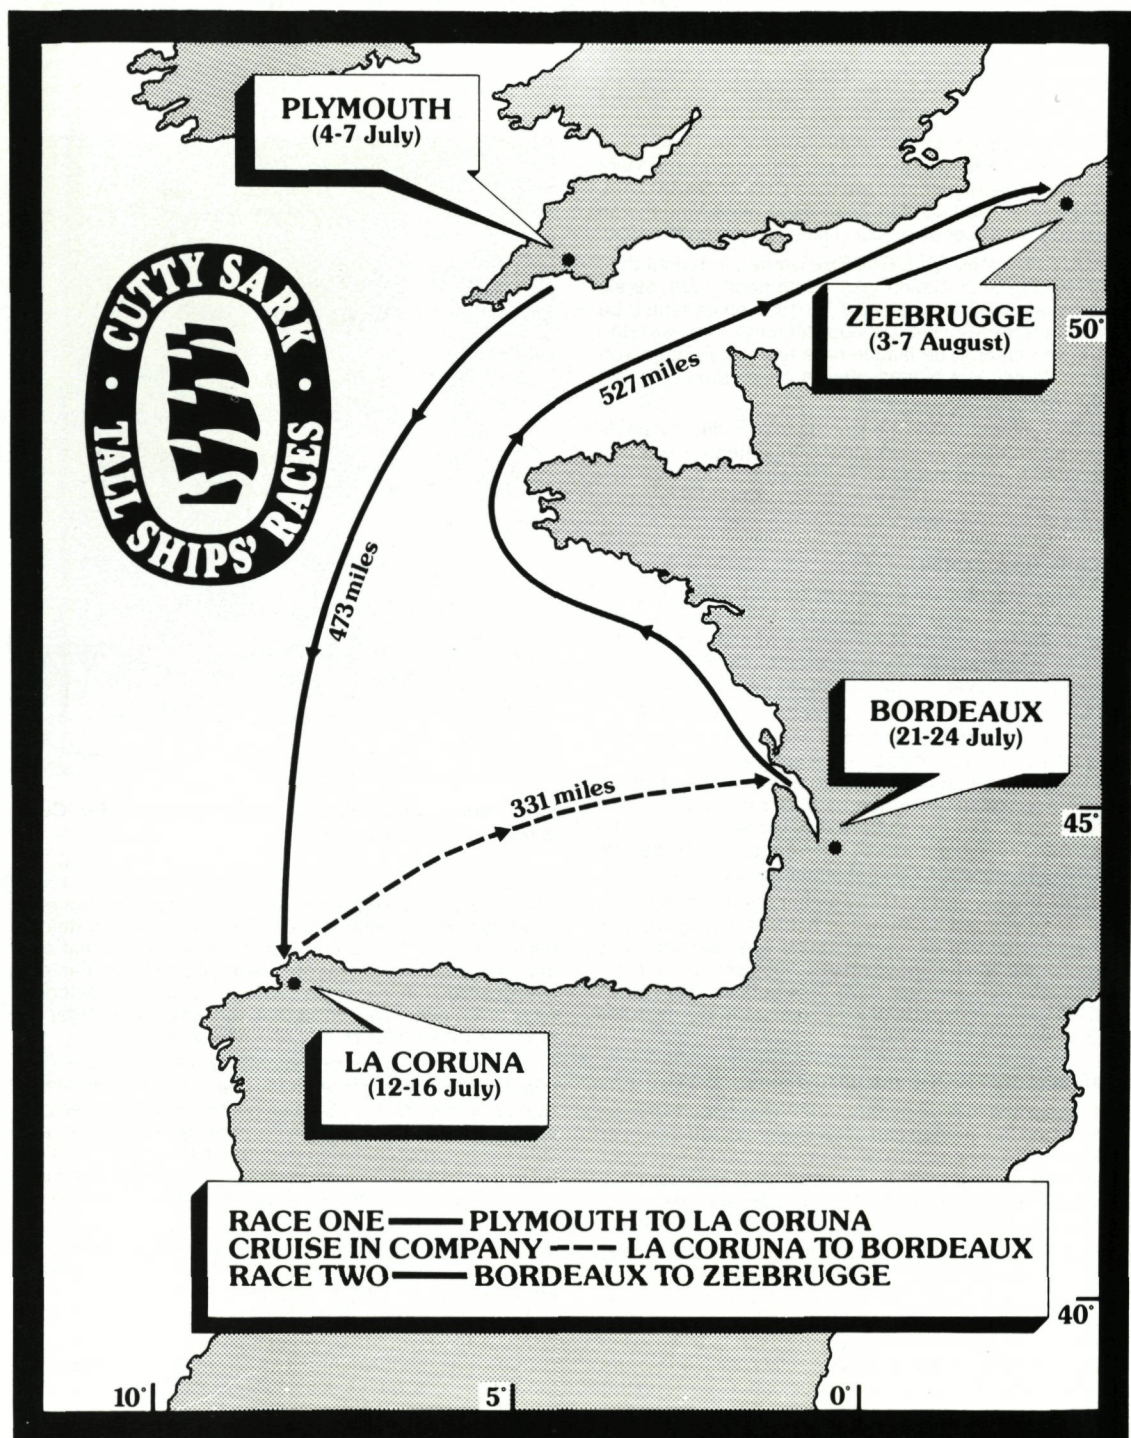 PLYMOUTH
(4-7 July)
CUTTY SARK
TALL SHIPS' RACES
ZEEBRUGGE
(3-7 August)
50°
527 miles
473 miles
BORDEAUX
(21-24 July)
331 miles
45°
LA CORUNA
(12-16 July)
RACE ONE — PLYMOUTH TO LA CORUNA
CRUISE IN COMPANY --- LA CORUNA TO BORDEAUX
RACE TWO — BORDEAUX TO ZEEBRUGGE
40°
10° 5° 0°